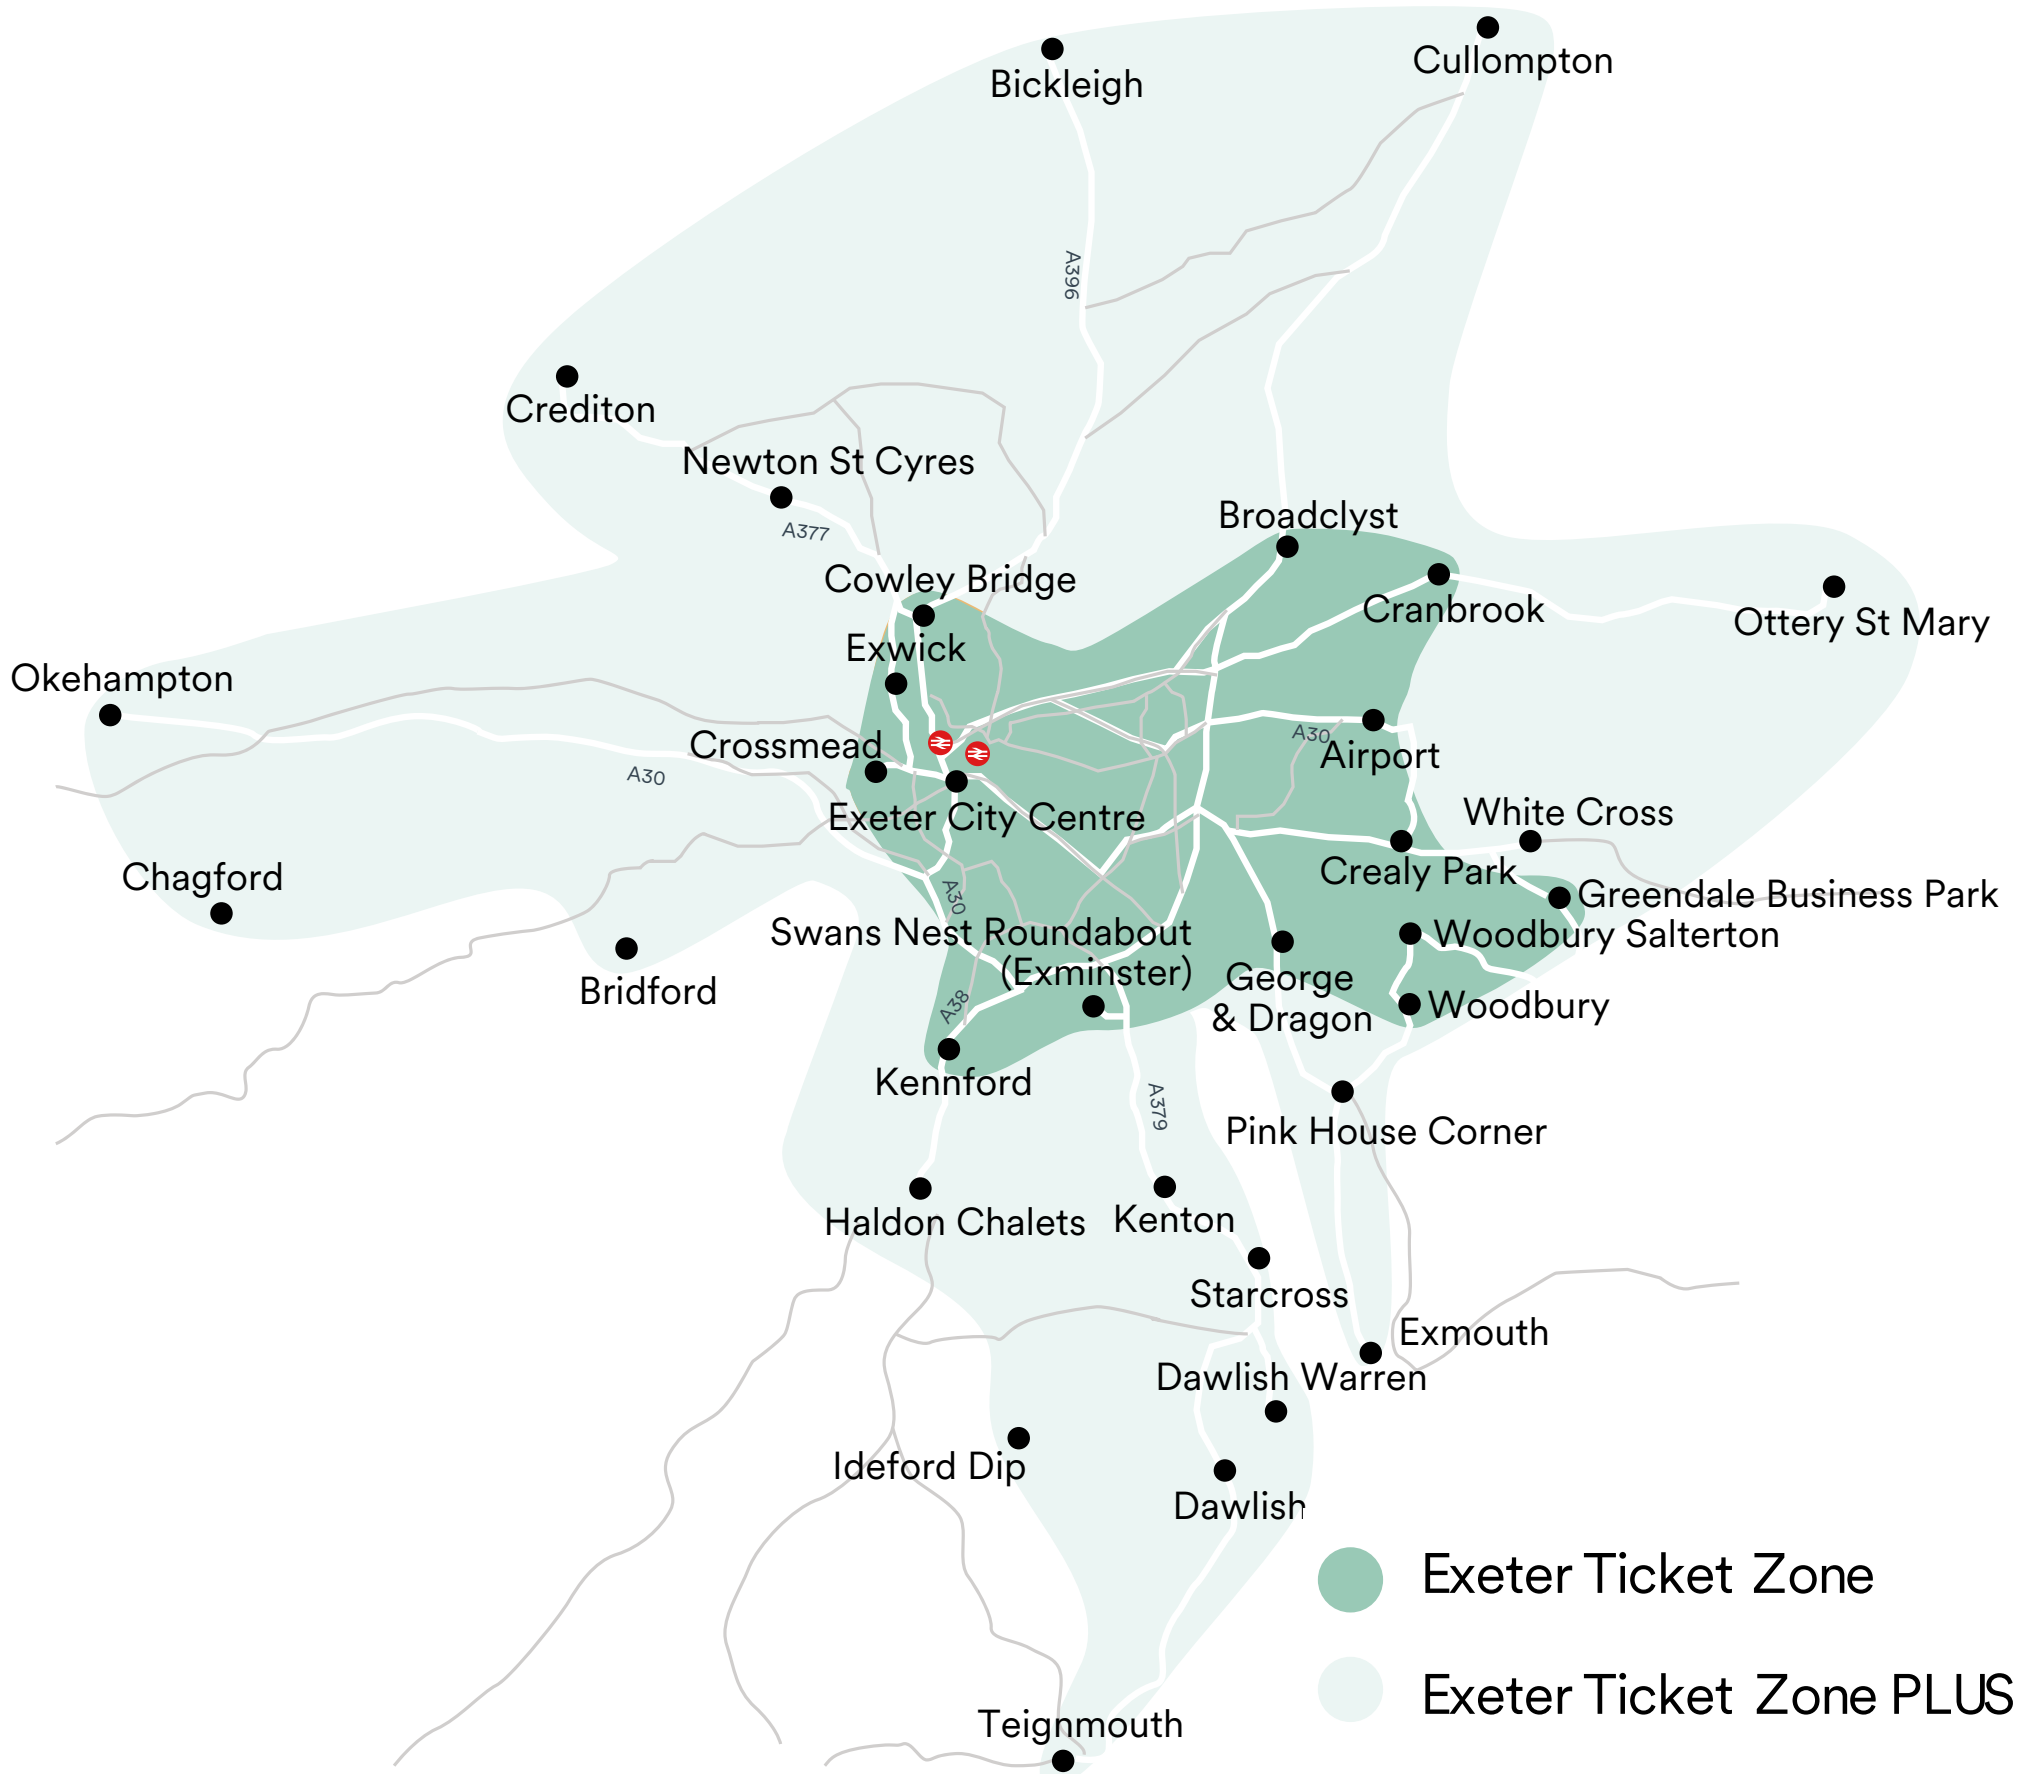 Cullompton
Bickleigh
A396
Crediton
Newton St Cyres
A377
Broadclyst
Cowley Bridge
Cranbrook
Ottery St Mary
Exwick
Okehampton
Crossmead
A30
Airport
A30
White Cross
Exeter City Centre
Crealy Park
Chagford
Greendale Business Park
A30
Swans Nest Roundabout
(Exminster)
Woodbury Salterton
George
& Dragon
Bridford
A38
Woodbury
Kennford
A379
Pink House Corner
Haldon Chalets
Kenton
Starcross
Exmouth
Dawlish Warren
Ideford Dip
Dawlish
Exeter Ticket Zone
Exeter Ticket Zone PLUS
Teignmouth